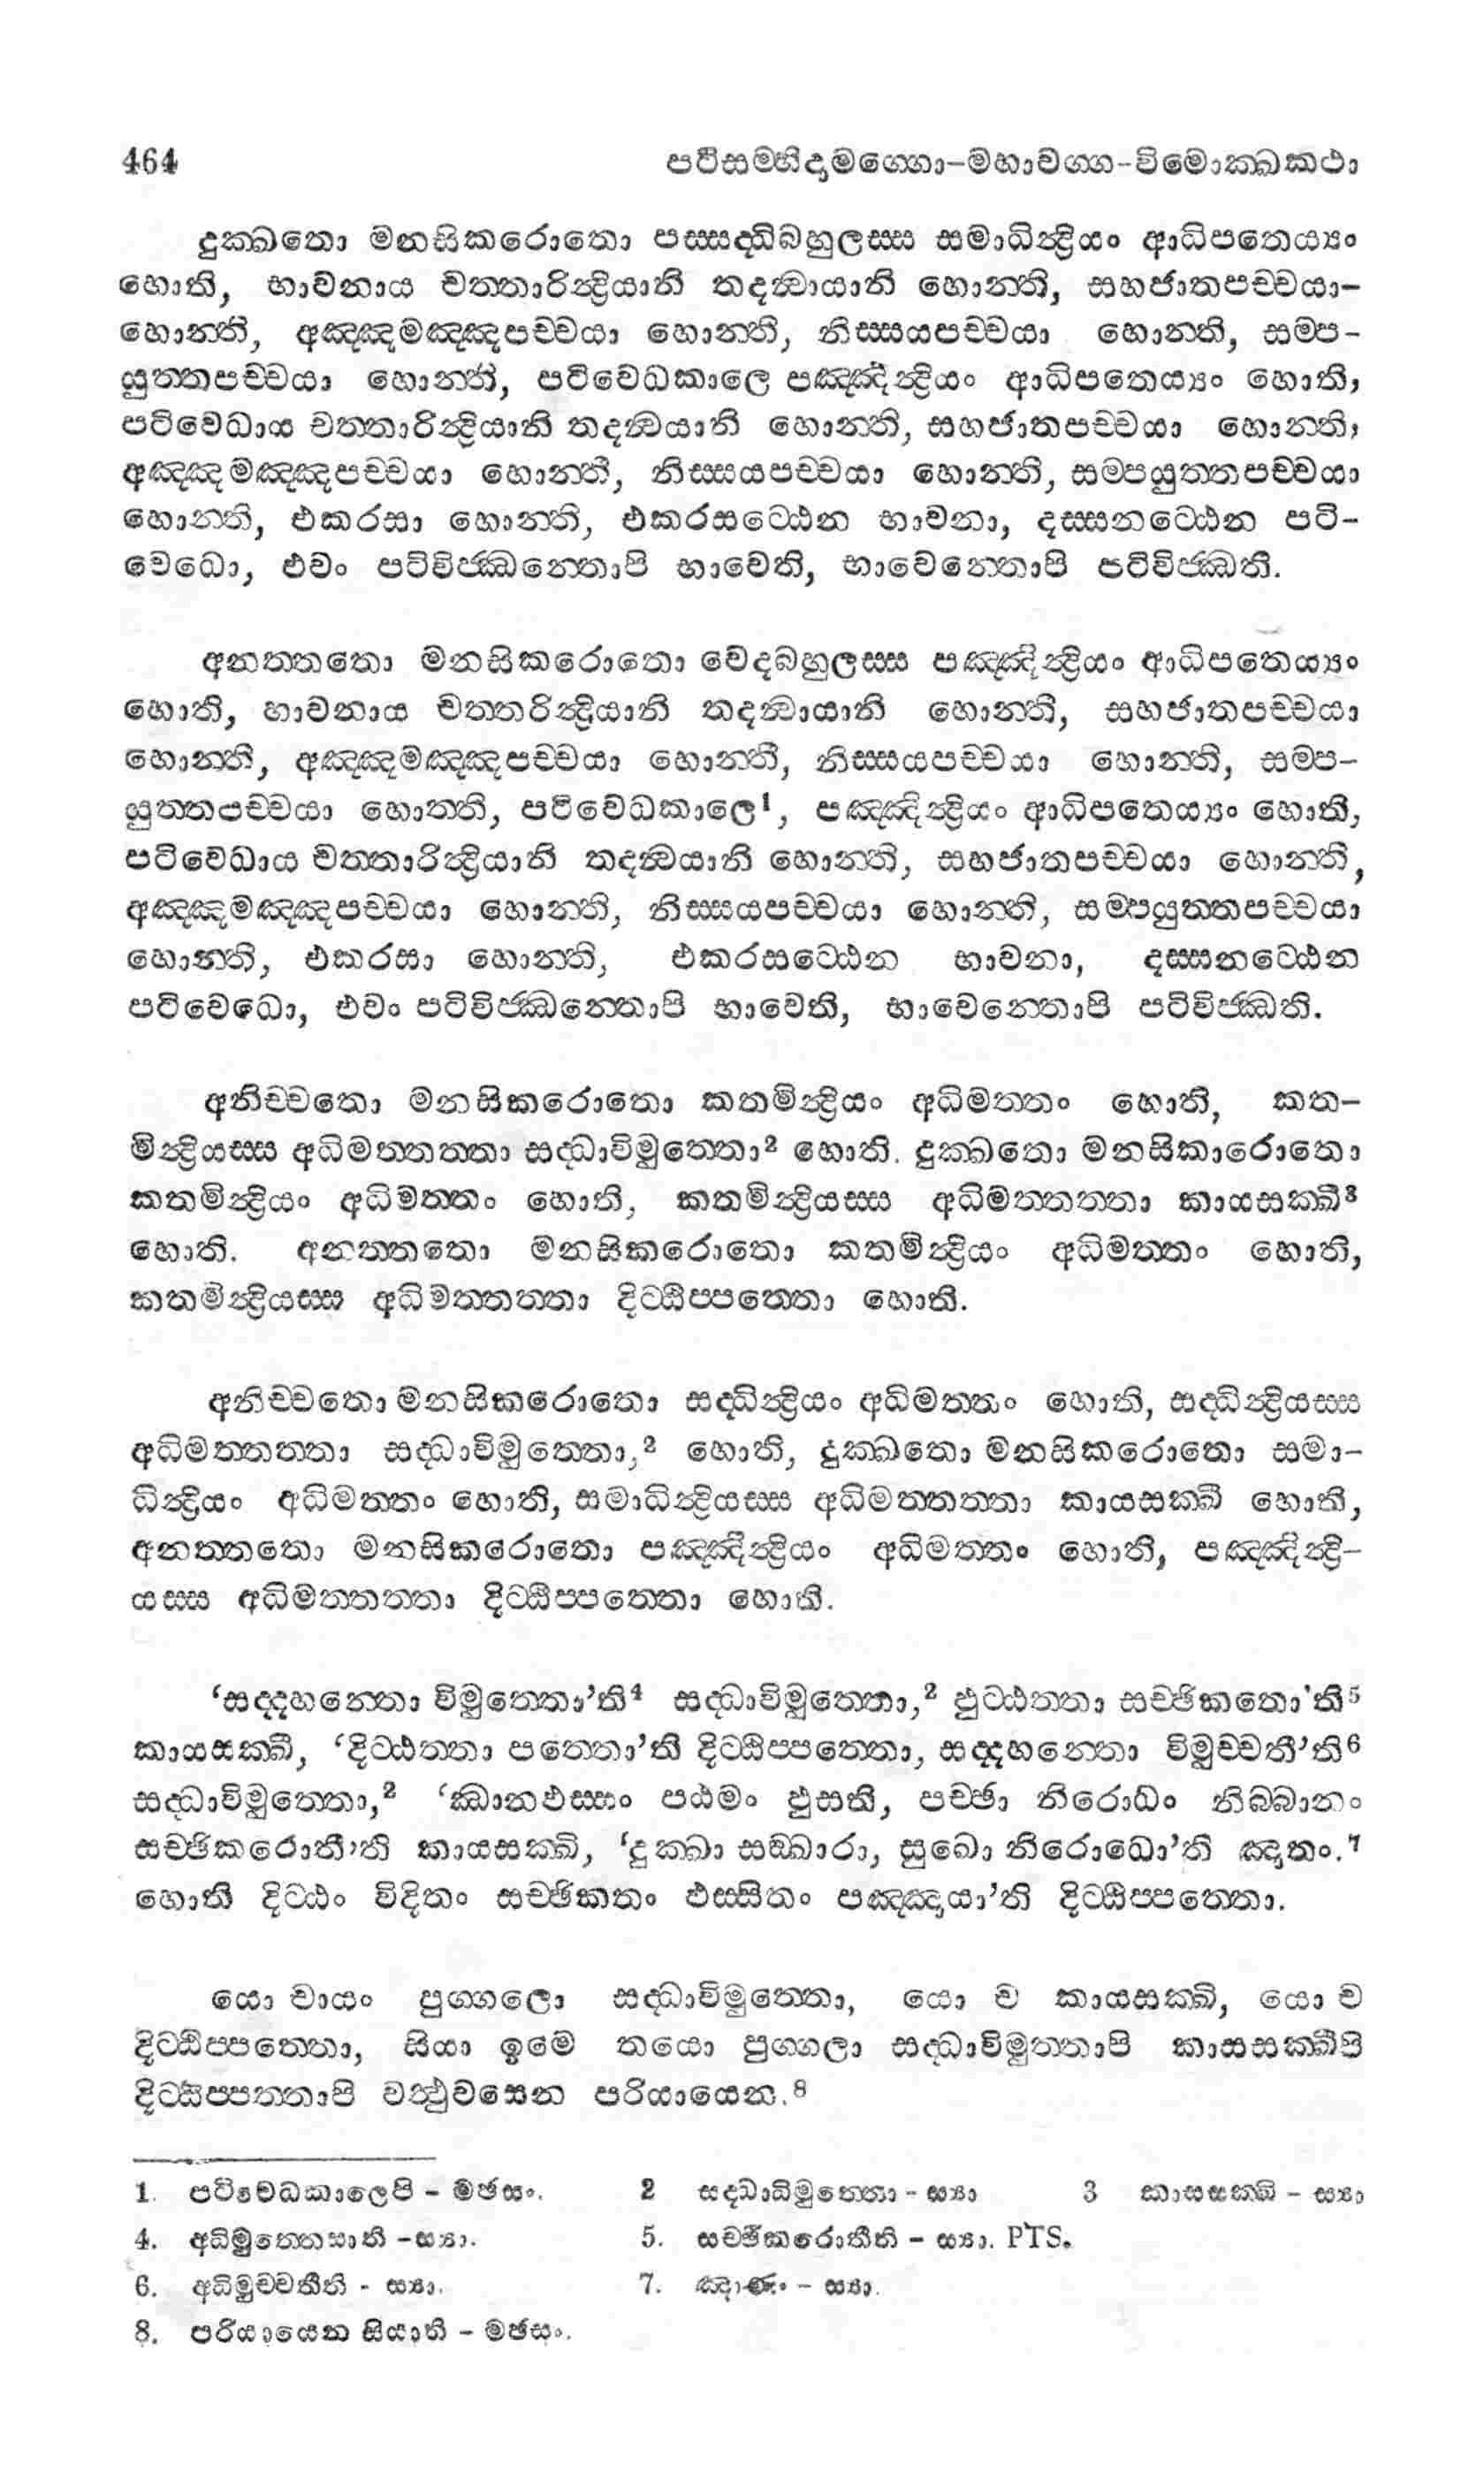 464 පටිසම්භිදාමග්ගො-මහාවග්ග-විමොක්ඛකථා
දුක්ඛතො මනසිකරොතො පස්සද්ධිබහුලස්ස සමාධින්ද්‍රියං ආධිපතෙය්‍යං
හොති, භාවනාය චත්තාරින්ද්‍රියානි තදන්වායානි හොන්ති, සහජාතපච්චයා-
හොන්ති, අඤ්ඤමඤ්ඤපච්චයා හොන්ති, නිස්සයපච්චයා හොන්ති, සම්ප-
යුත්තපච්චයා හොන්ති, පටිවෙධකාලෙ පඤ්ඤින්ද්‍රියං ආධිපතෙය්‍යං හොති,
පටිවෙධාය චත්තාරින්ද්‍රියානි තදන්වයානි හොන්ති, සහජාතපච්චයා හොන්ති,
අඤ්ඤමඤ්ඤපච්චයා හොන්ති, නිස්සයපච්චයා හොන්ති, සම්පයුත්තපච්චයා
හොන්ති, එකරසා හොන්ති, එකරසට්ඨෙන භාවනා, දස්සනට්ඨෙන පටි-
වෙධො, එවං පටිවිජ්ඣන්තොපි භාවෙති, භාවෙන්තොපි පටිවිජ්ඣති.
අනත්තතො මනසිකරොතො වෙදබහුලස්ස පඤ්ඤින්ද්‍රියං ආධිපතෙය්‍යං
හොති, භාවනාය චත්තරින්ද්‍රියානි තදන්වායානි හොන්ති, සහජාතපච්චයා
හොන්ති, අඤ්ඤමඤ්ඤපච්චයා හොන්ති, නිස්සයපච්චයා හොන්ති, සම්ප-
යුත්තපච්චයා හොන්ති, පටිවෙධකාලෙ¹, පඤ්ඤින්ද්‍රියං ආධිපතෙය්‍යං හොති,
පටිවෙධාය චත්තාරින්ද්‍රියානි තදන්වයානි හොන්ති, සහජාතපච්චයා හොන්ති,
අඤ්ඤමඤ්ඤපච්චයා හොන්ති, නිස්සයපච්චයා හොන්ති, සම්පයුත්තපච්චයා
හොන්ති, එකරසා හොන්ති, එකරසට්ඨෙන භාවනා, දස්සනට්ඨෙන
පටිවෙධො, එවං පටිවිජ්ඣන්තොපි භාවෙති, භාවෙන්තොපි පටිවිජ්ඣති.
අනිච්චතො මනසිකරොතො කතමින්ද්‍රියං අධිමත්තං හොති, කත-
මින්ද්‍රියස්ස අධිමත්තත්තා සද්ධාවිමුත්තො² හොති. දුක්ඛතො මනසිකාරොතො
කතමින්ද්‍රියං අධිමත්තං හොති, කතමින්ද්‍රියස්ස අධිමත්තත්තා කායසක්ඛී³
හොති. අනත්තතො මනසිකරොතො කතමින්ද්‍රියං අධිමත්තං හොති,
කතමින්ද්‍රියස්ස අධිමත්තත්තා දිට්ඨිප්පත්තො හොති.
අනිච්චතො මනසිකරොතො සද්ධින්ද්‍රියං අධිමත්තං හොති, සද්ධින්ද්‍රියස්ස
අධිමත්තත්තා සද්ධාවිමුත්තො,² හොති, දුක්ඛතො මනසිකරොතො සමා-
ධින්ද්‍රියං අධිමත්තං හොති, සමාධින්ද්‍රියස්ස අධිමත්තත්තා කායසක්ඛී හොති,
අනත්තතො මනසිකරොතො පඤ්ඤින්ද්‍රියං අධිමත්තං හොති, පඤ්ඤින්ද්‍රි-
යස්ස අධිමත්තත්තා දිට්ඨිප්පත්තො හොති.
‘සද්දහන්තො විමුත්තො’ති⁴ සද්ධාවිමුත්තො,² ඵුට්ඨත්තා සච්ඡිකතො’ති⁵
කායසක්ඛී, ‘දිට්ඨත්තා පත්තො’ති දිට්ඨිප්පත්තො, සද්දහන්තො විමුච්චතී’ති⁶
සද්ධාවිමුත්තො,² ‘ඣානඵස්සං පඨමං ඵුසති, පච්ඡා නිරොධං නිබ්බානං
සච්ඡිකරොතී’ති කායසක්ඛි, ‘දුක්ඛා සඞ්ඛාරා, සුඛො නිරොධො’ති ඤාතං.⁷
හොති දිට්ඨං විදිතං සච්ඡිකතං ඵස්සිතං පඤ්ඤායා’ති දිට්ඨිප්පත්තො.
යො චායං පුග්ගලො සද්ධාවිමුත්තො, යො ච කායසක්ඛි, යො ච
දිට්ඨිප්පත්තො, සියා ඉමෙ තයො පුග්ගලා සද්ධාවිමුත්තාපි කායසක්ඛීපි
දිට්ඨිප්පත්තාපි වත්ථුවසෙන පරියායෙන.⁸
1. පටිවෙධකාලෙපි - මඡසං. 2 සද්ධාධිමුත්තො - ස්‍යා 3 කායසක්ඛි - ස්‍යා
4. අධිමුත්තොති - ස්‍යා. 5. සච්ඡිකරොතීති - ස්‍යා. PTS.
6. අධිමුච්චතීති - ස්‍යා. 7. ඤාණං - ස්‍යා.
8. පරියායෙන සියාති - මඡසං.